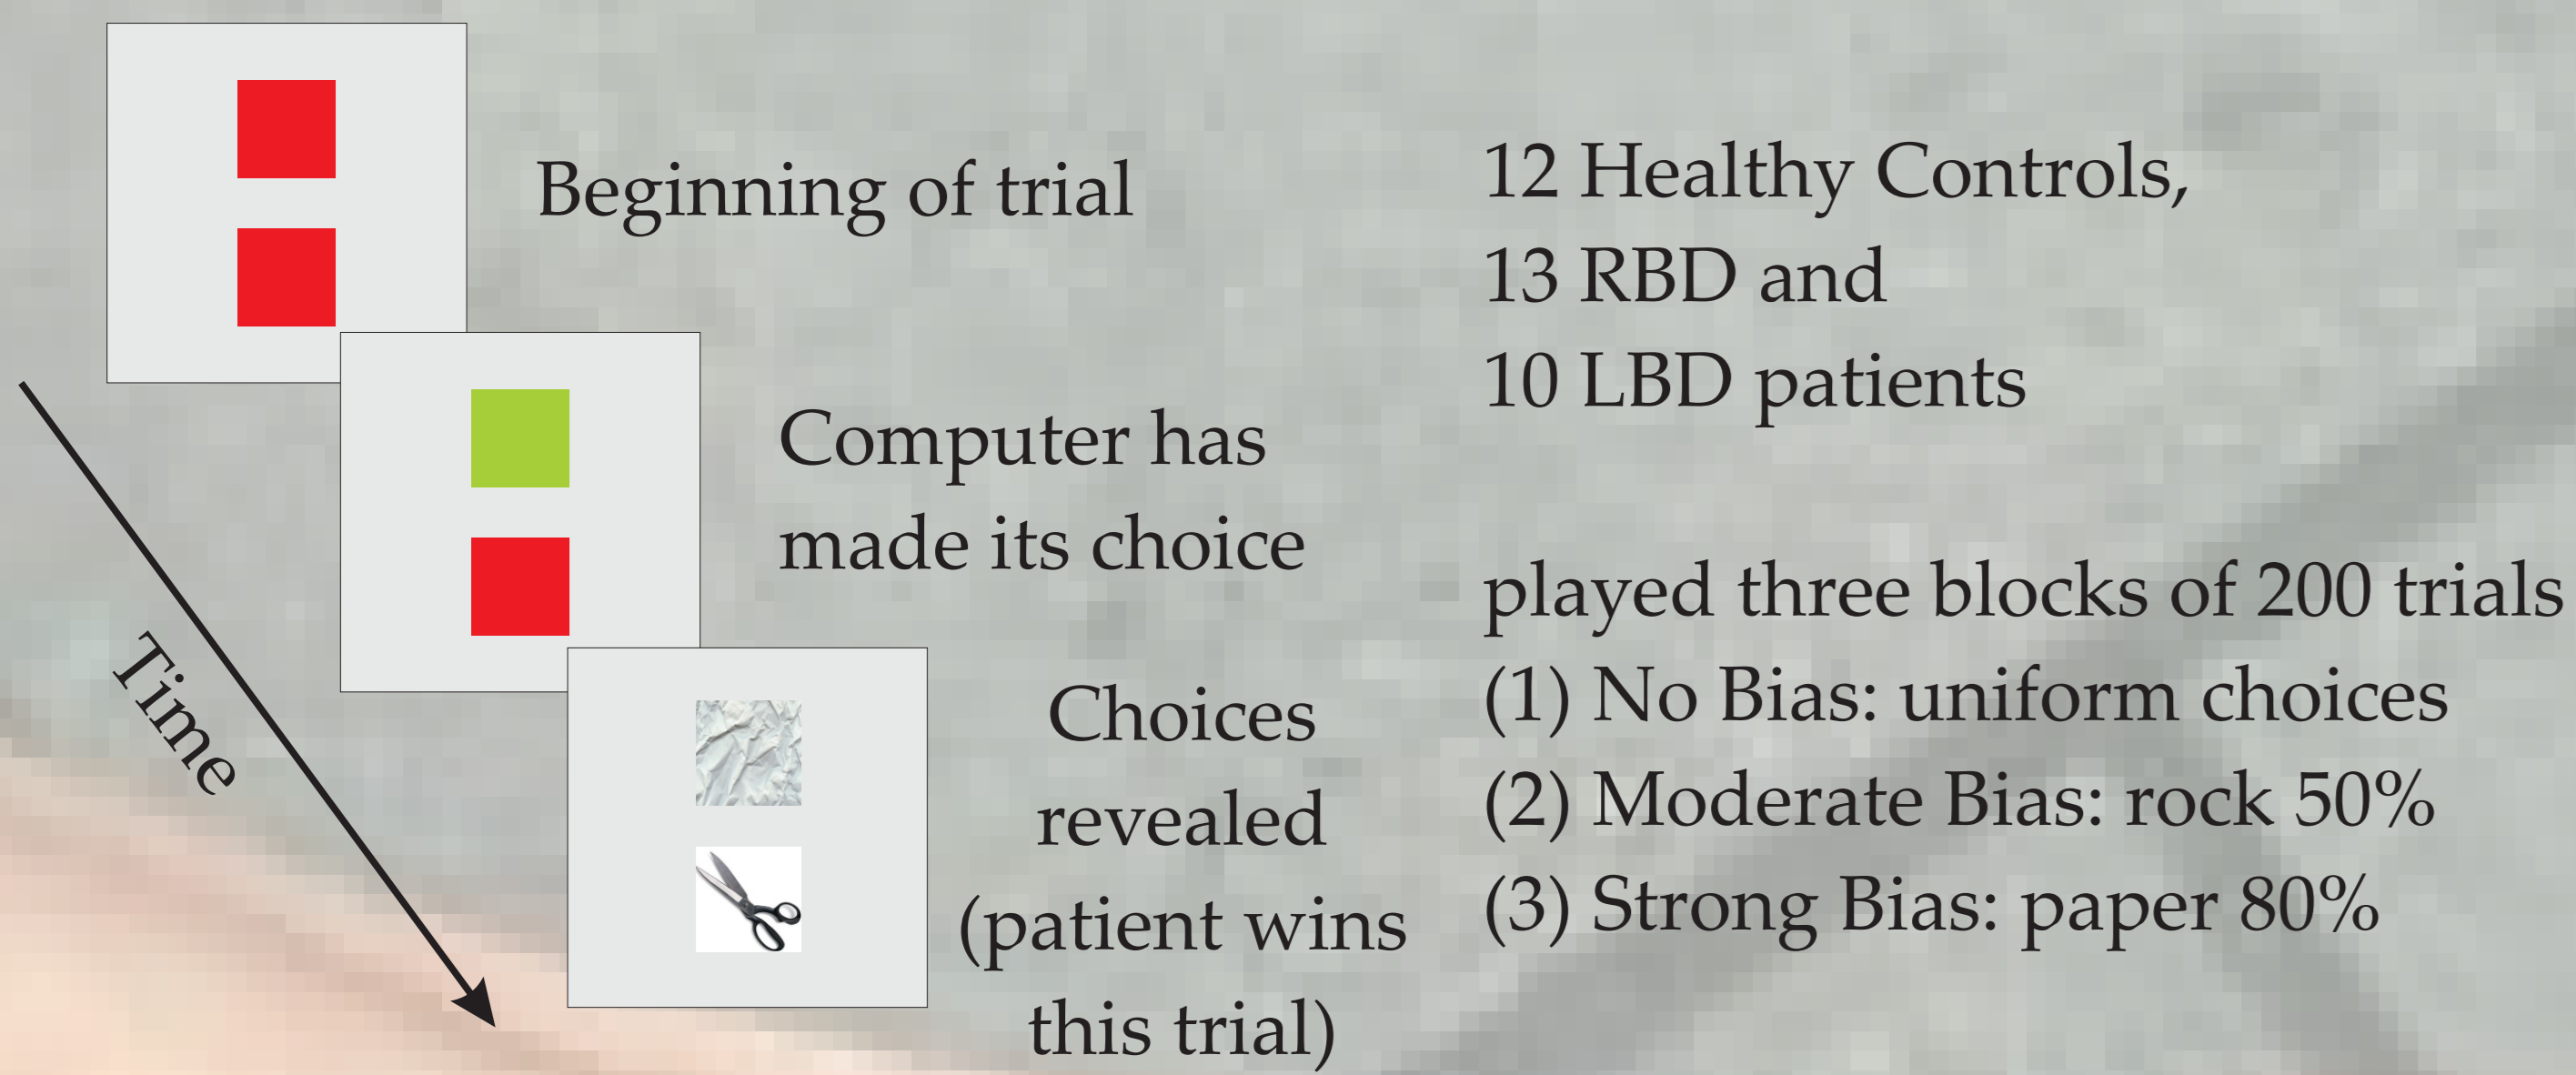 Beginning of trial
Computer has
made its choice
Time
Choices
revealed
(patient wins
this trial)
12 Healthy Controls,
13 RBD and
10 LBD patients
played three blocks of 200 trials
(1) No Bias: uniform choices
(2) Moderate Bias: rock 50%
(3) Strong Bias: paper 80%